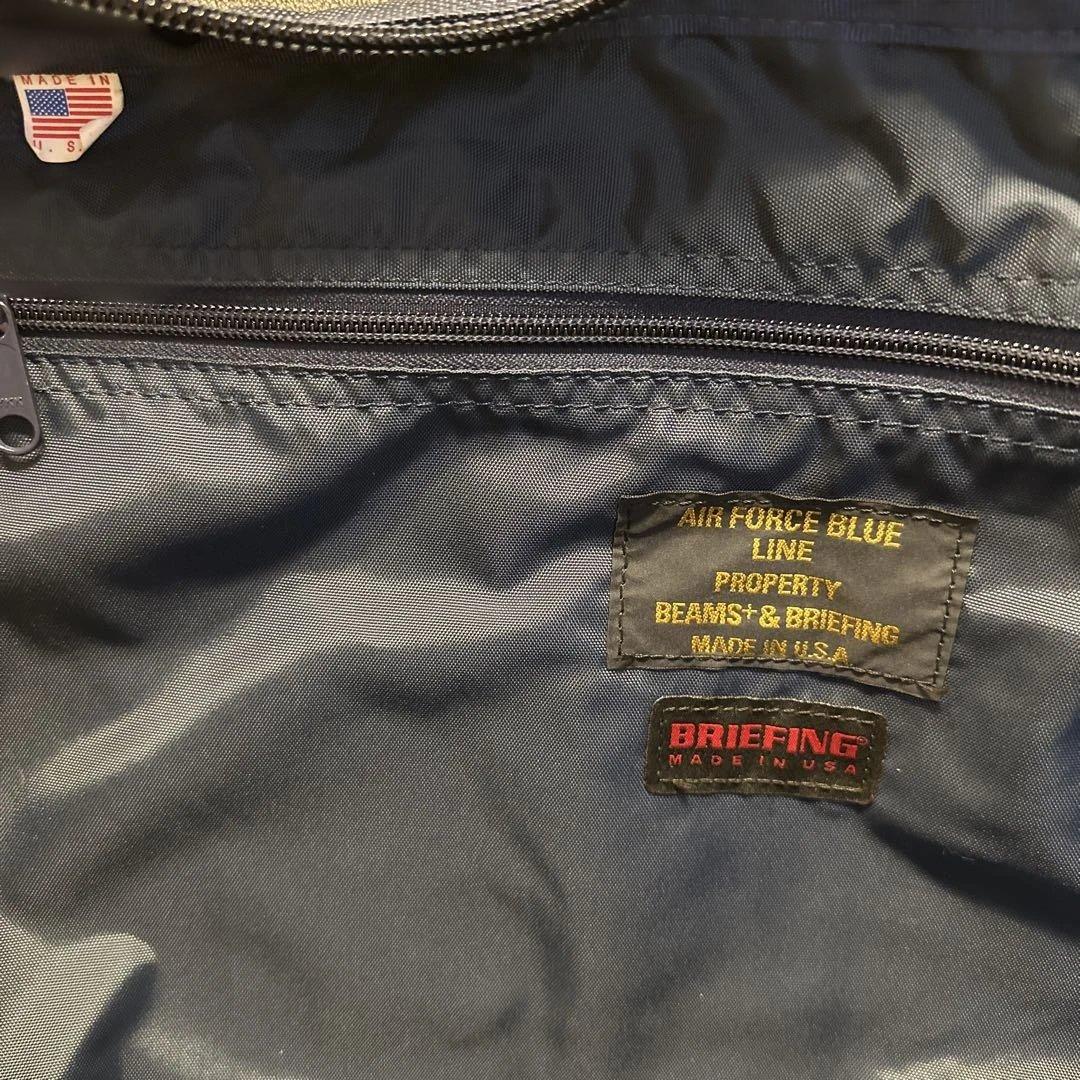 MADE IN
U. S.
AIR FORCE BLUE
LINE
PROPERTY
BEAMS+ & BRIEFING
MADE IN U.S.A
BRIEFING®
MADE IN USA